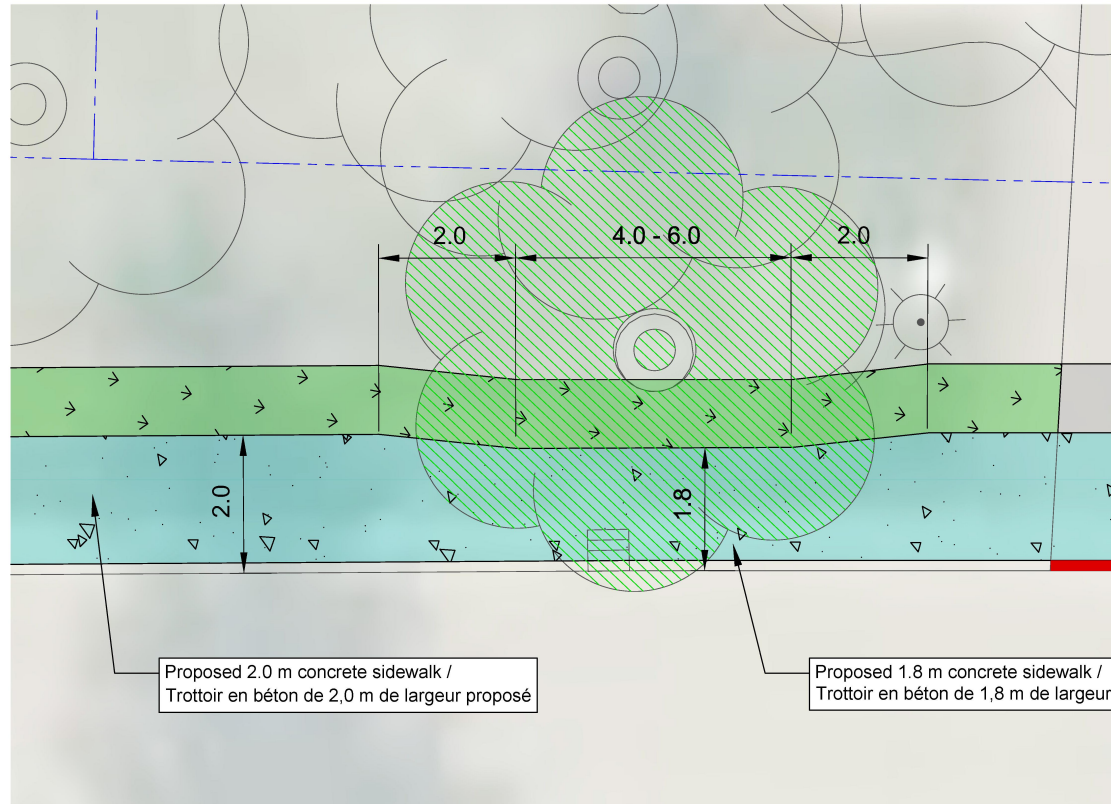 2.0
4.0 - 6.0
2.0
2.0
1.8
Proposed 2.0 m concrete sidewalk /
Trottoir en béton de 2,0 m de largeur proposé
Proposed 1.8 m concrete sidewalk /
Trottoir en béton de 1,8 m de largeur